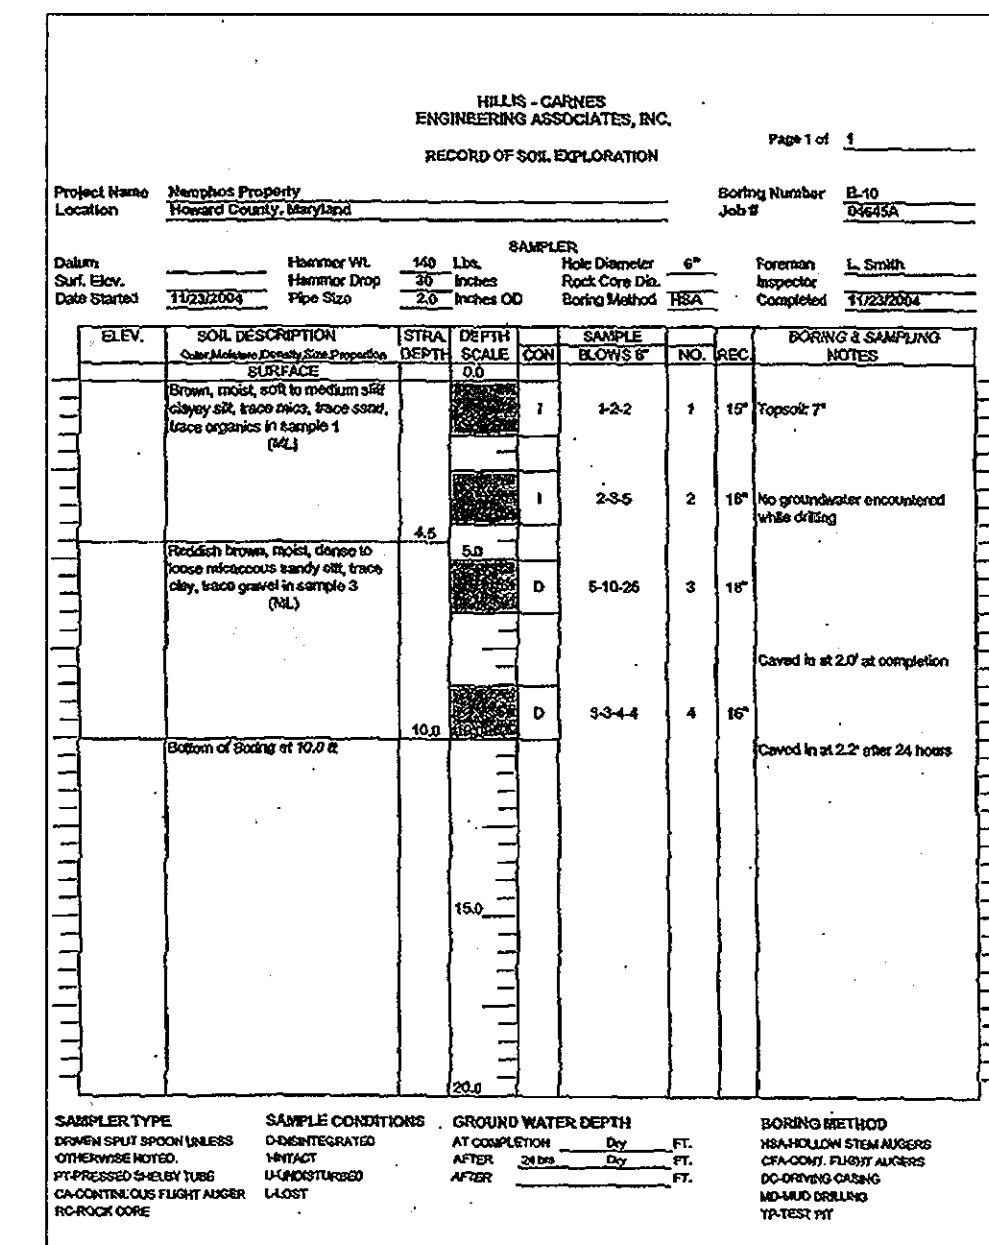 HILLIS - CARNES
ENGINEERING ASSOCIATES, INC.
Page 1 of 1
RECORD OF SOIL EXPLORATION
Project Name Nemphos Property Boring Number B-10
Location Howard County, Maryland Job # 04645A
SAMPLER
Datum Hammer Wt. 140 Lbs. Hole Diameter 6" Foreman L. Smith
Surf. Elev. Hammer Drop 30 Inches Rock Core Dia. Inspector
Date Started 11/23/2004 Pipe Size 2.0 Inches OD Boring Method HSA Completed 11/23/2004
ELEV. SOIL DESCRIPTION STRA. DEPTH SAMPLE BORING & SAMPLING
Color, Moisture, Density, Size, Proportion DEPTH SCALE CON BLOWS 6" NO. REC. NOTES
SURFACE 0.0
Brown, moist, soft to medium stiff
clayey silt, trace mica, trace sand, I 1-2-2 1 15" Topsoil: 7"
trace organics in sample 1
(ML)
I 2-3-5 2 18" No groundwater encountered
while drilling
4.5
Reddish brown, moist, dense to 5.0
loose micaceous sandy silt, trace
clay, trace gravel in sample 3 D 5-10-25 3 18"
(ML)
Caved in at 2.0' at completion
D 3-3-4-4 4 16"
10.0
Bottom of Boring at 10.0 ft Caved in at 2.2' after 24 hours
15.0
20.0
SAMPLER TYPE SAMPLE CONDITIONS GROUND WATER DEPTH BORING METHOD
DRIVEN SPLIT SPOON UNLESS D-DISINTEGRATED AT COMPLETION Dry FT. HSA-HOLLOW STEM AUGERS
OTHERWISE NOTED. I-INTACT AFTER 24 hrs Dry FT. CFA-CONT. FLIGHT AUGERS
PT-PRESSED SHELBY TUBE U-UNDISTURBED AFTER FT. DC-DRIVING CASING
CA-CONTINUOUS FLIGHT AUGER L-LOST MD-MUD DRILLING
RC-ROCK CORE TP-TEST PIT